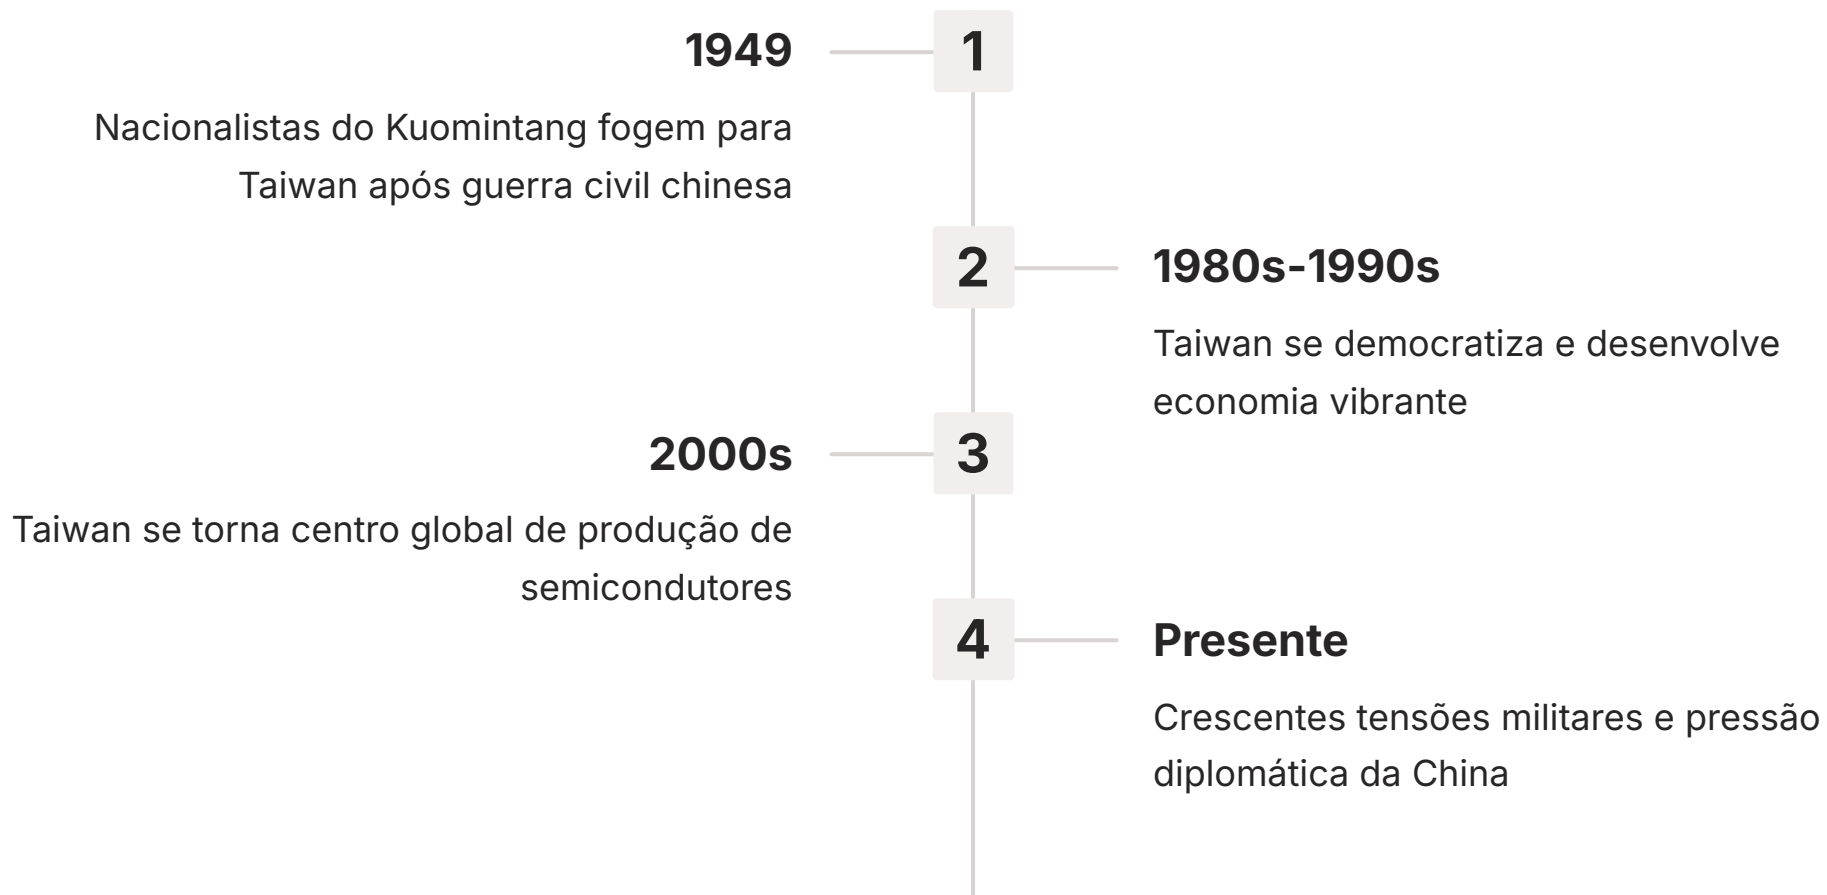 1949
1
Nacionalistas do Kuomintang fogem para
Taiwan após guerra civil chinesa
2
1980s-1990s
Taiwan se democratiza e desenvolve
economia vibrante
2000s
3
Taiwan se torna centro global de produção de
semicondutores
4
Presente
Crescentes tensões militares e pressão
diplomática da China